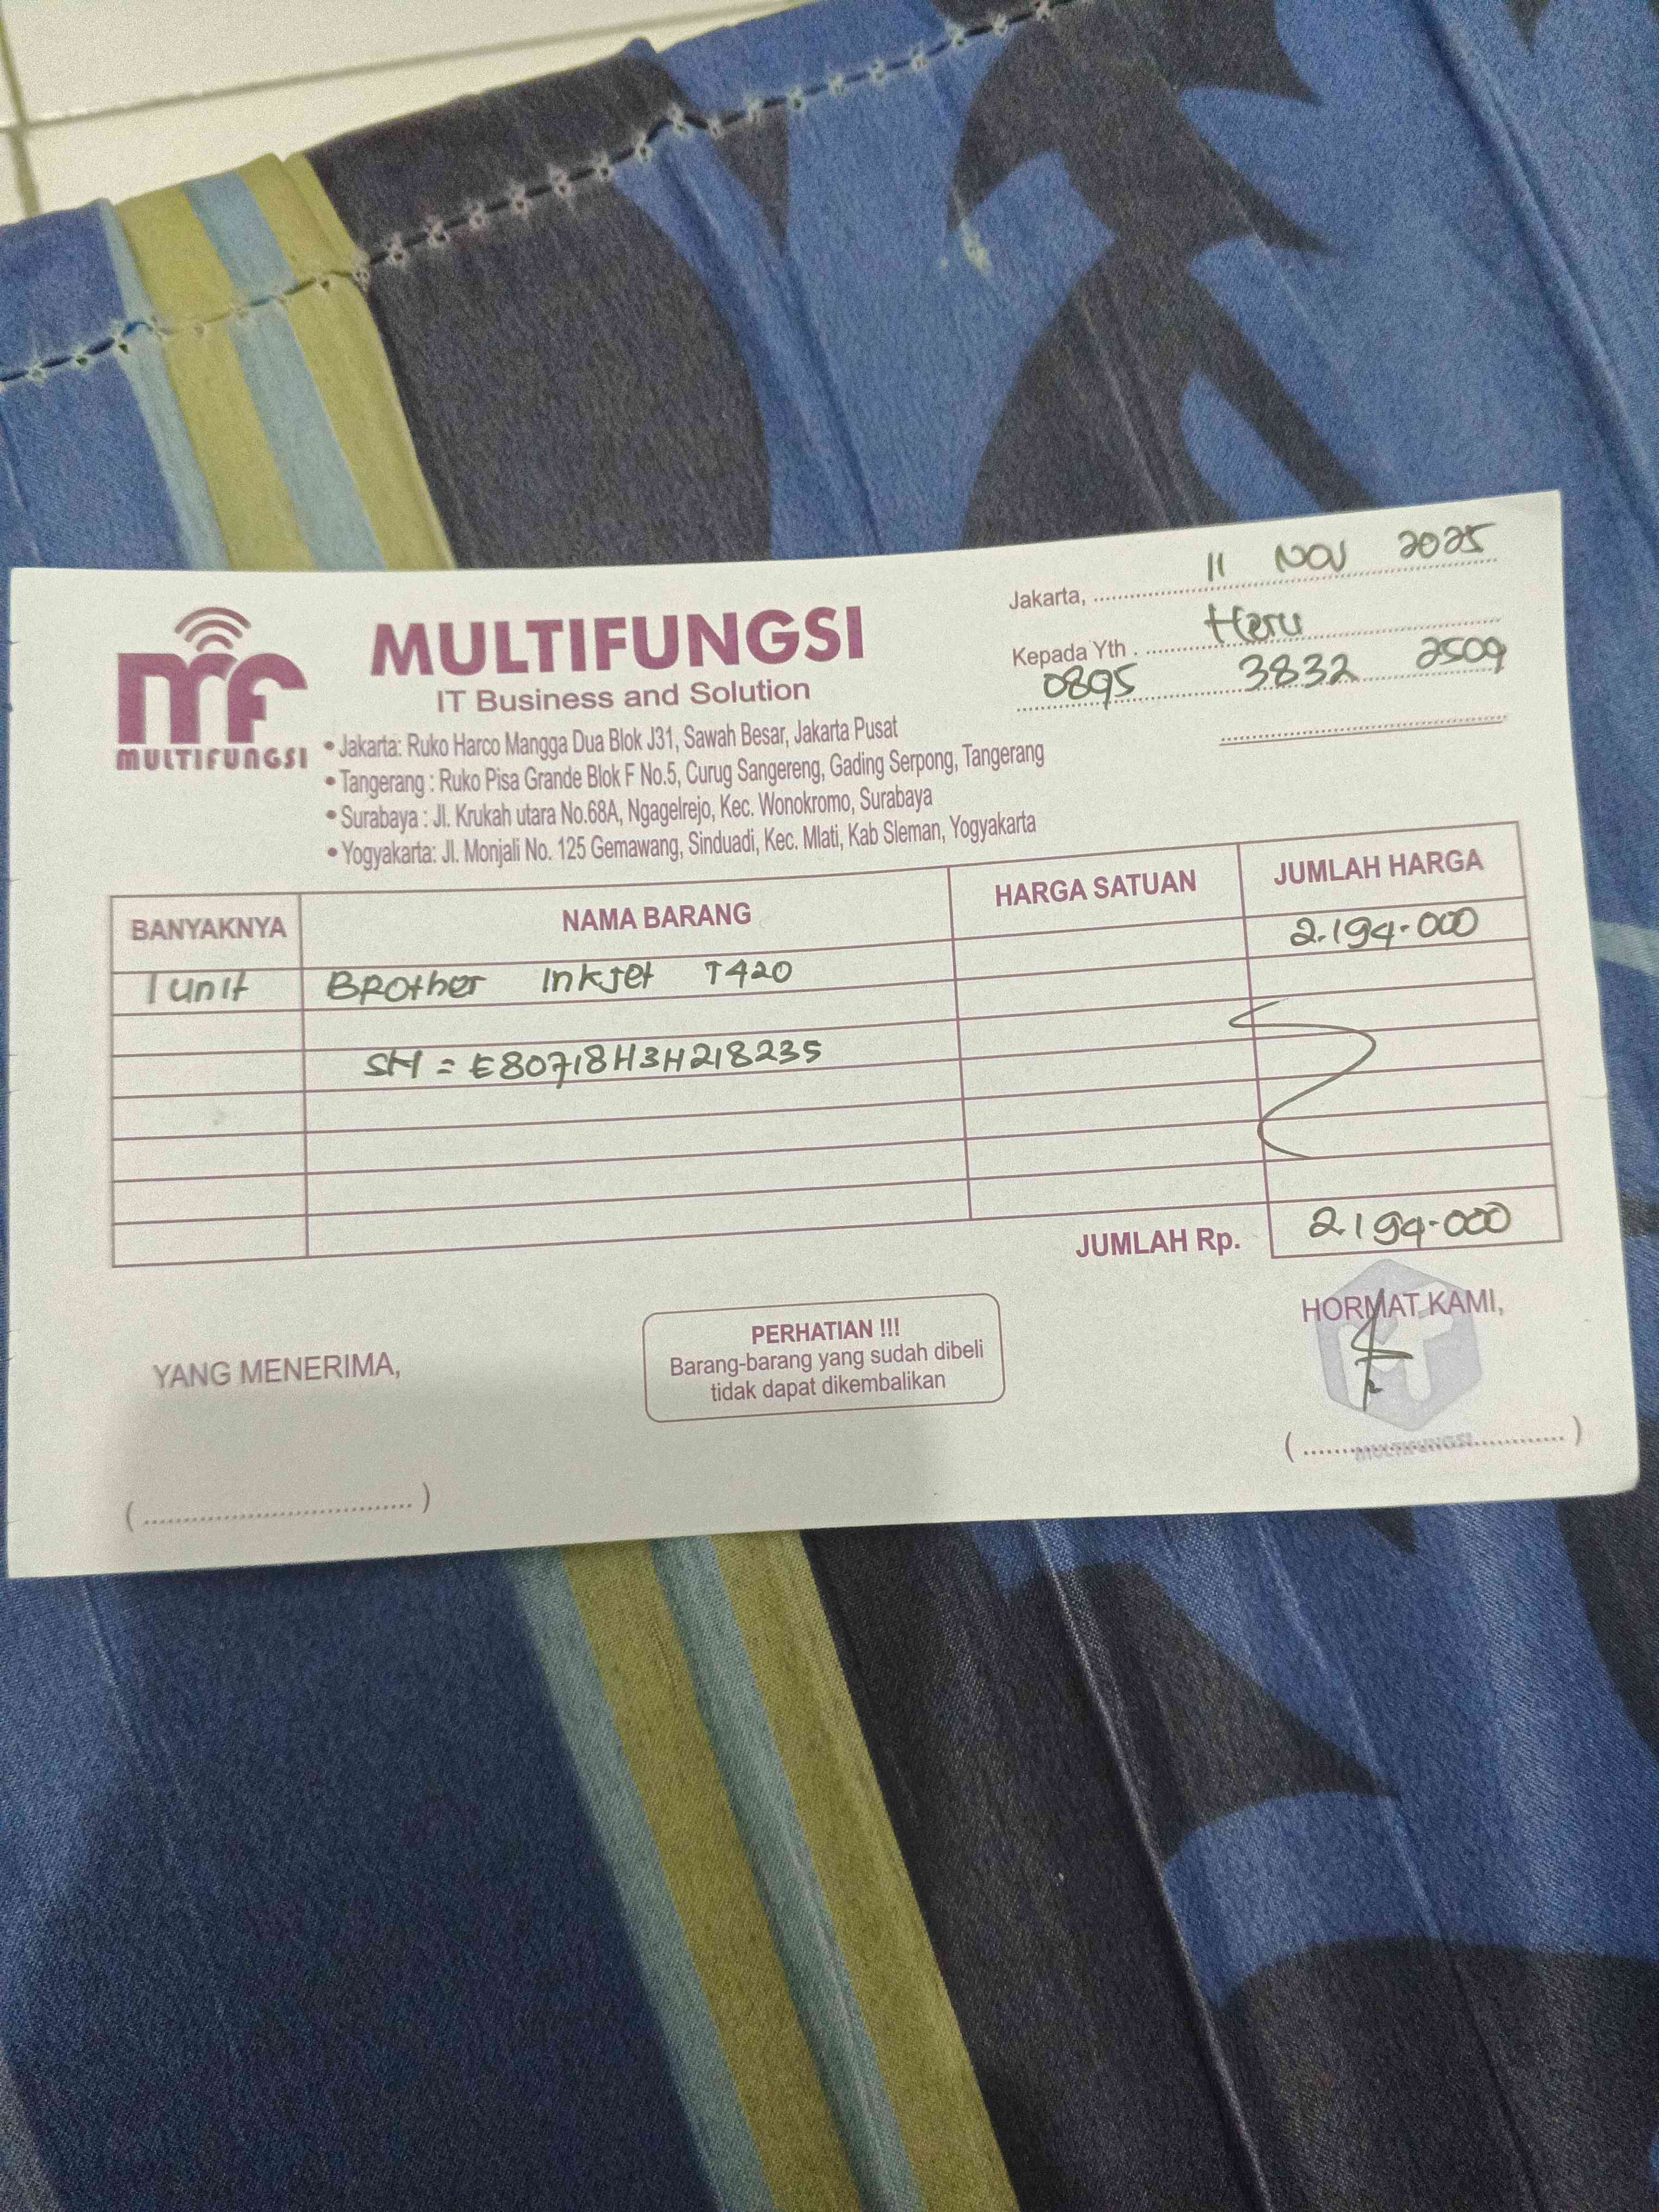 11 NOV 2025
Jakarta, ..............................
Heru
Kepada Yth . ..............................
0895 3832 2509
mf
MULTIFUNGSI
MULTIFUNGSI
IT Business and Solution
• Jakarta: Ruko Harco Mangga Dua Blok J31, Sawah Besar, Jakarta Pusat
• Tangerang : Ruko Pisa Grande Blok F No.5, Curug Sangereng, Gading Serpong, Tangerang
• Surabaya : Jl. Krukah utara No.68A, Ngagelrejo, Kec. Wonokromo, Surabaya
• Yogyakarta: Jl. Monjali No. 125 Gemawang, Sinduadi, Kec. Mlati, Kab Sleman, Yogyakarta
BANYAKNYA NAMA BARANG HARGA SATUAN JUMLAH HARGA
1 unit Brother Inkjet T420 2.194.000
SN = E80718H3H218235
JUMLAH Rp. 2.194.000
YANG MENERIMA,
(..............................)
PERHATIAN !!!
Barang-barang yang sudah dibeli
tidak dapat dikembalikan
HORMAT KAMI,
MULTIFUNGSI
(..............................)